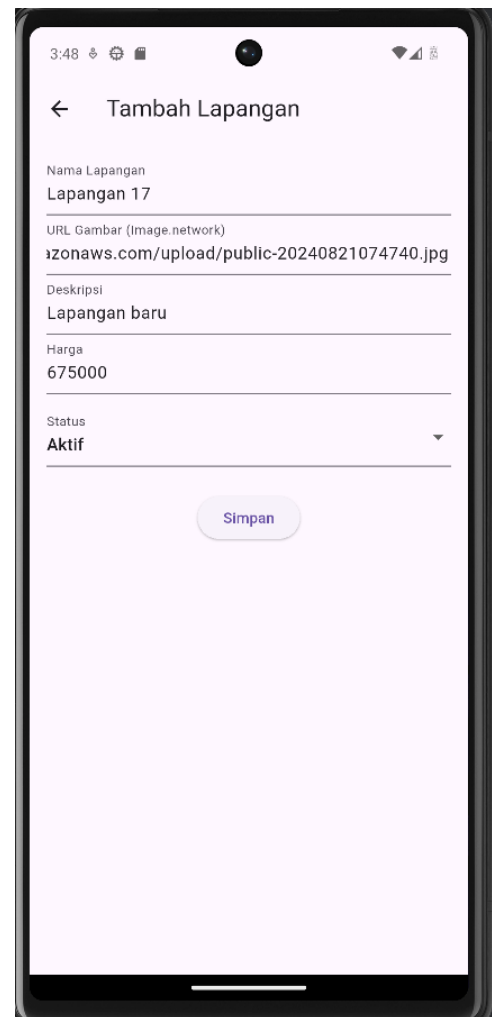 3:48
Tambah Lapangan
Nama Lapangan
Lapangan 17
URL Gambar (Image.network)
azonaws.com/upload/public-20240821074740.jpg
Deskripsi
Lapangan baru
Harga
675000
Status
Aktif
Simpan